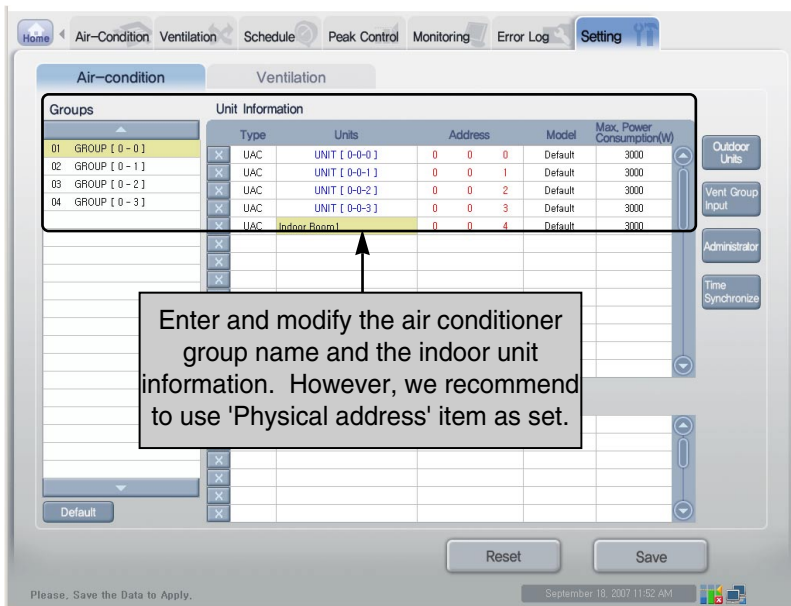 Home Air-Condition Ventilation Schedule Peak Control Monitoring Error Log Setting
Air-condition Ventilation
Groups Unit Information
Type Units Address Model Max, Power Consumption(W)
01 GROUP [ 0 - 0 ]
02 GROUP [ 0 - 1 ]
03 GROUP [ 0 - 2 ]
04 GROUP [ 0 - 3 ]
X UAC UNIT [ 0-0-0 ] 0 0 0 Default 3000
X UAC UNIT [ 0-0-1 ] 0 0 1 Default 3000
X UAC UNIT [ 0-0-2 ] 0 0 2 Default 3000
X UAC UNIT [ 0-0-3 ] 0 0 3 Default 3000
X UAC Indoor Room1 0 0 4 Default 3000
X
X
X
X
X
X
Outdoor Units
Vent Group Input
Administrator
Time Synchronize
Enter and modify the air conditioner
group name and the indoor unit
information. However, we recommend
to use 'Physical address' item as set.
Default
Reset Save
Please, Save the Data to Apply, September 18, 2007 11:52 AM